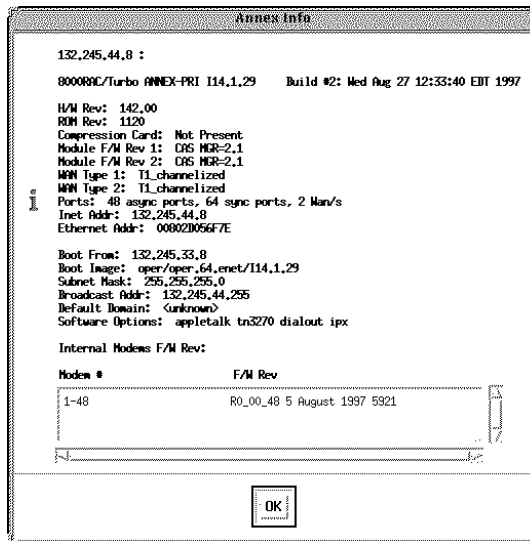 Annex Info
132.245.44.8 :
8000RAC/Turbo ANNEX-PRI I14.1.29 Build #2: Wed Aug 27 12:33:40 EDT 1997
H/W Rev: 142.00
ROM Rev: 1120
Compression Card: Not Present
Module F/W Rev 1: CAS MGR=2.1
Module F/W Rev 2: CAS MGR=2.1
WAN Type 1: T1_channelized
WAN Type 2: T1_channelized
Ports: 48 async ports, 64 sync ports, 2 Wan/s
Inet Addr: 132.245.44.8
Ethernet Addr: 00802D056F7E
Boot From: 132.245.33.8
Boot Image: oper/oper.64.enet/I14.1.29
Subnet Mask: 255.255.255.0
Broadcast Addr: 132.245.44.255
Default Domain: <unknown>
Software Options: appletalk tn3270 dialout ipx
Internal Modems F/W Rev:
Modem # F/W Rev
1-48 R0_00_48 5 August 1997 5921
OK